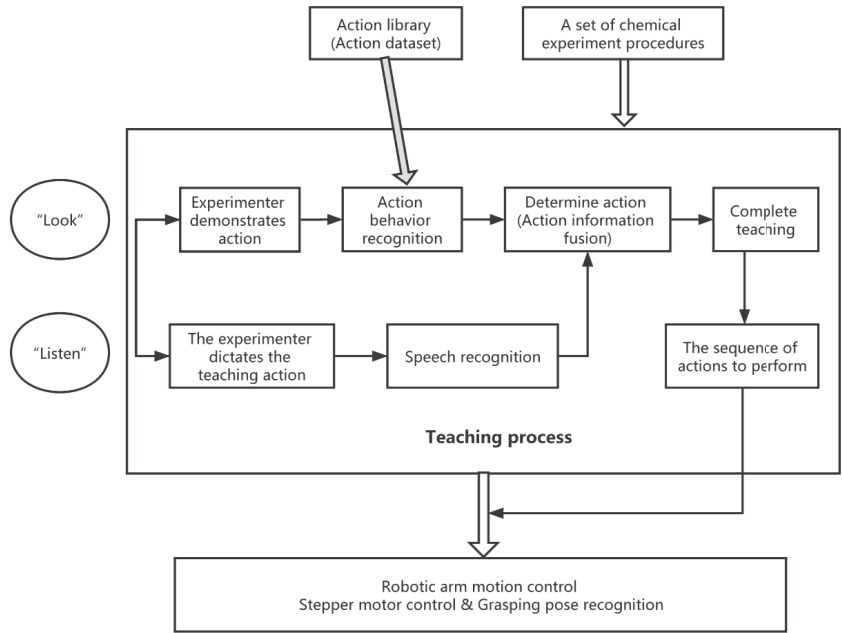 Action library
(Action dataset)
A set of chemical
experiment procedures
“Look”
Experimenter
demonstrates
action
Action
behavior
recognition
Determine action
(Action information
fusion)
Complete
teaching
“Listen”
The experimenter
dictates the
teaching action
Speech recognition
The sequence of
actions to perform
Teaching process
Robotic arm motion control
Stepper motor control & Grasping pose recognition